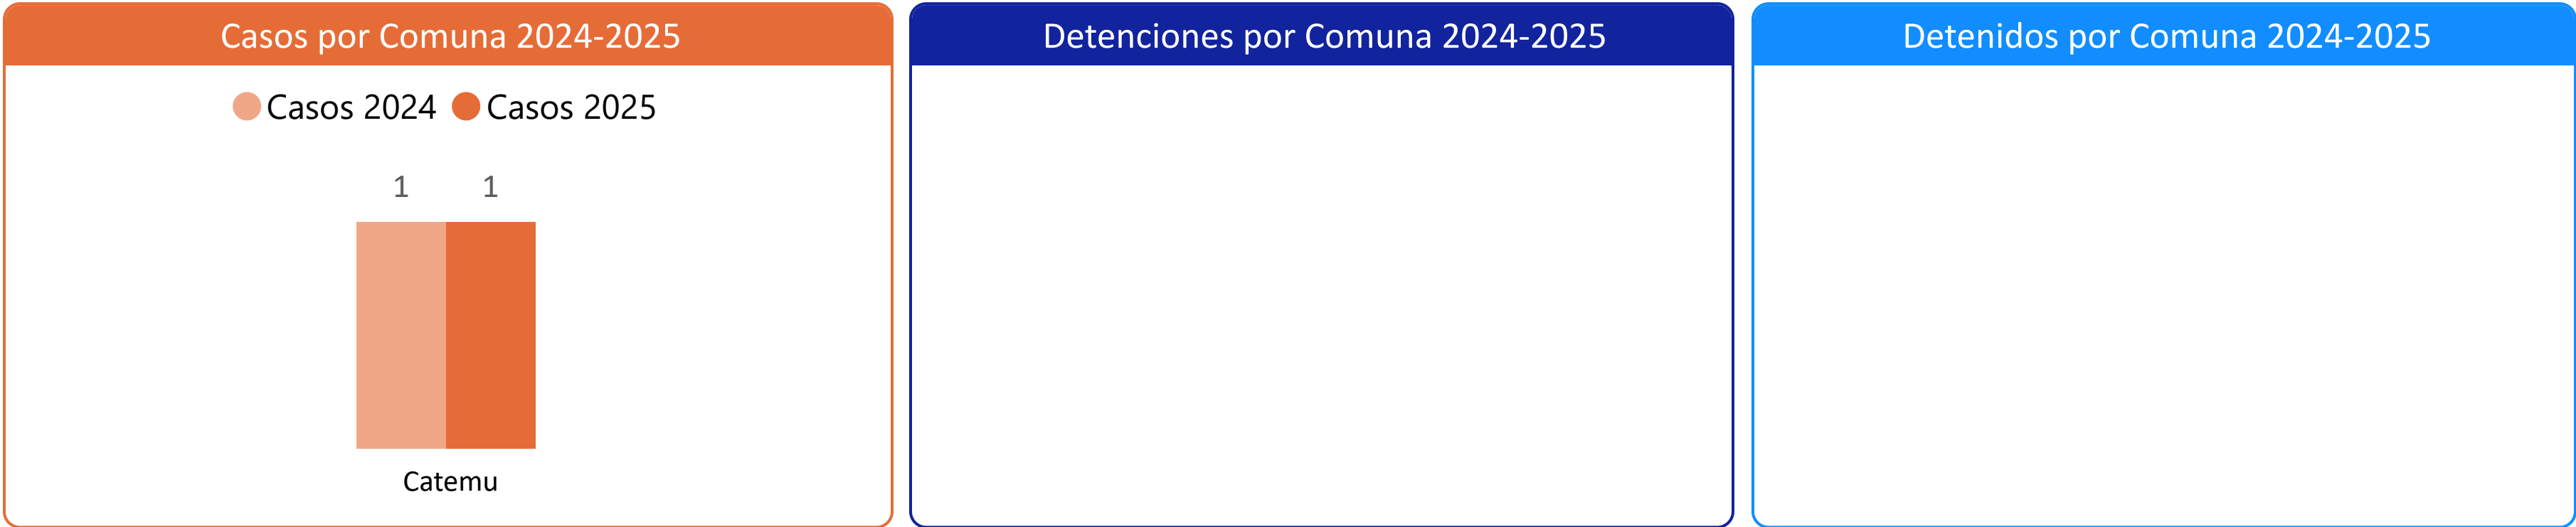 Casos por Comuna 2024-2025
Casos 2024 Casos 2025
1 1
Catemu
Detenciones por Comuna 2024-2025
Detenidos por Comuna 2024-2025